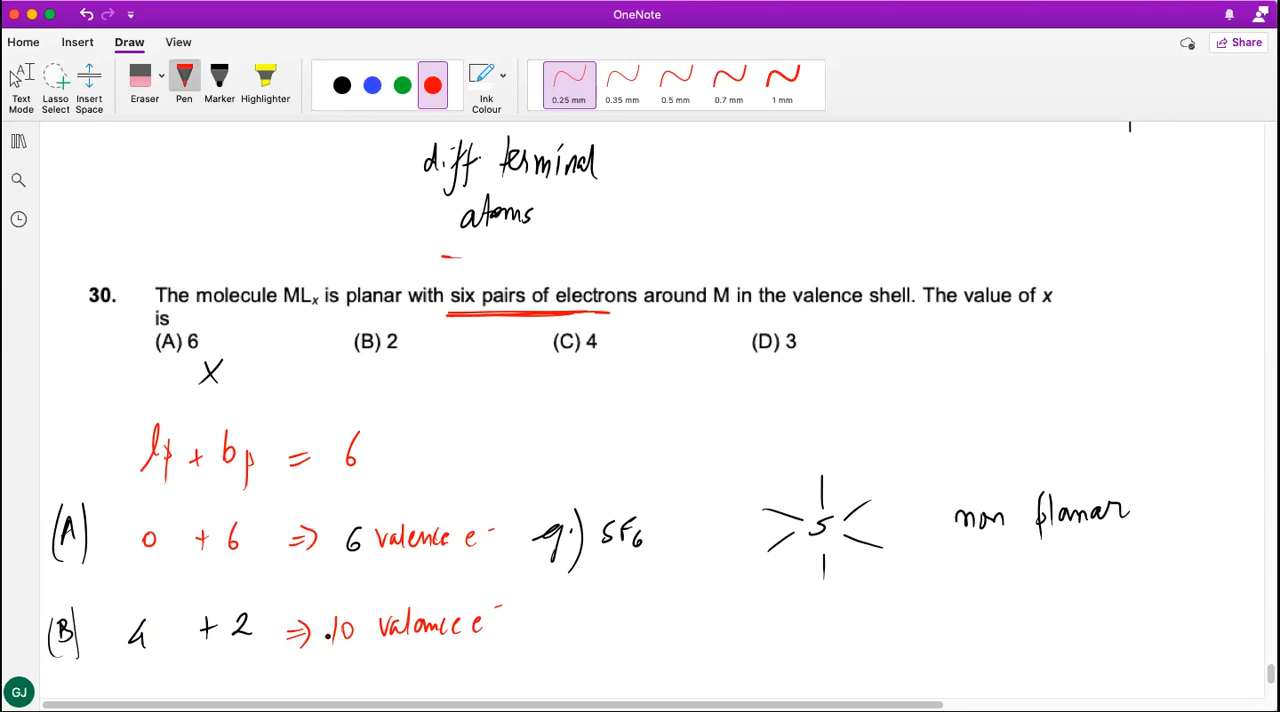 OneNote
Home Insert Draw View
Share
Text Mode
Lasso Select
Insert Space
Eraser
Pen
Marker
Highlighter
Ink Colour
0.25 mm
0.35 mm
0.5 mm
0.7 mm
1 mm
diff. terminal
atoms
30. The molecule MLx is planar with six pairs of electrons around M in the valence shell. The value of x
is
(A) 6 (B) 2 (C) 4 (D) 3
X
lp + bp = 6
(A) 0 + 6 => 6 valence e- eg:) SF6 S non planar
(B) 4 + 2 => 10 valance e-
GJ